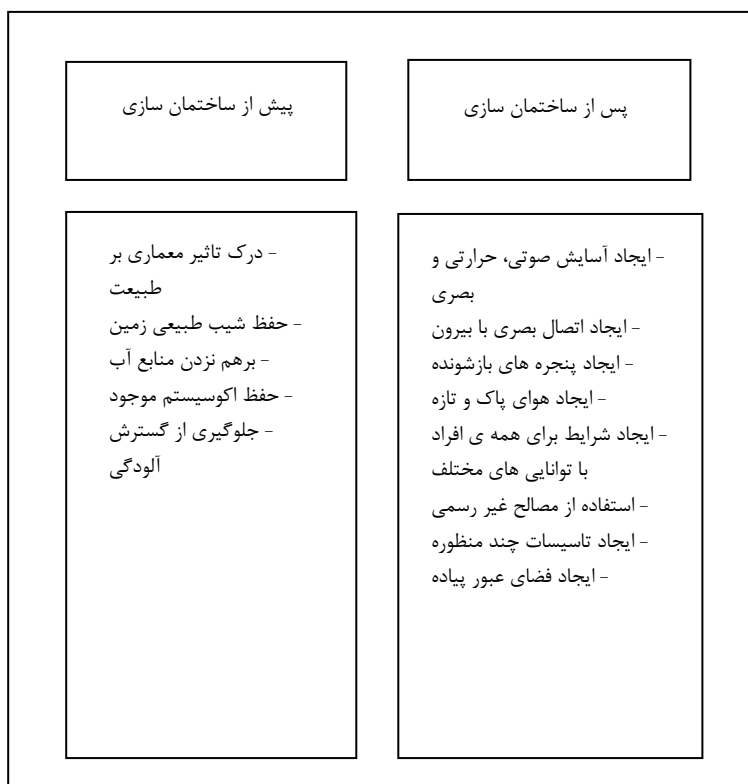 پس از ساختمان سازی
- ایجاد آسایش صوتی، حرارتی و
بصری
- ایجاد اتصال بصری با بیرون
- ایجاد پنجره های بازشونده
- ایجاد هوای پاک و تازه
- ایجاد شرایط برای همه ی افراد
با توانایی های مختلف
- استفاده از مصالح غیر رسمی
- ایجاد تاسیسات چند منظوره
- ایجاد فضای عبور پیاده
پیش از ساختمان سازی
- درک تاثیر معماری بر
طبیعت
- حفظ شیب طبیعی زمین
- برهم نزدن منابع آب
- حفظ اکوسیستم موجود
- جلوگیری از گسترش
آلودگی